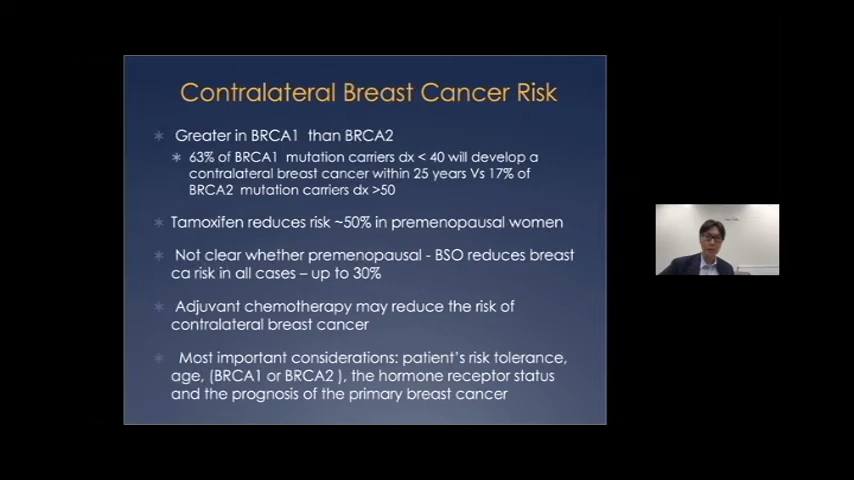 Contralateral Breast Cancer Risk
Greater in BRCA1 than BRCA2
63% of BRCA1 mutation carriers dx < 40 will develop a
contralateral breast cancer within 25 years Vs 17% of
BRCA2 mutation carriers dx >50
Tamoxifen reduces risk ~50% in premenopausal women
Not clear whether premenopausal - BSO reduces breast
ca risk in all cases – up to 30%
Adjuvant chemotherapy may reduce the risk of
contralateral breast cancer
Most important considerations: patient's risk tolerance,
age, (BRCA1 or BRCA2 ), the hormone receptor status
and the prognosis of the primary breast cancer